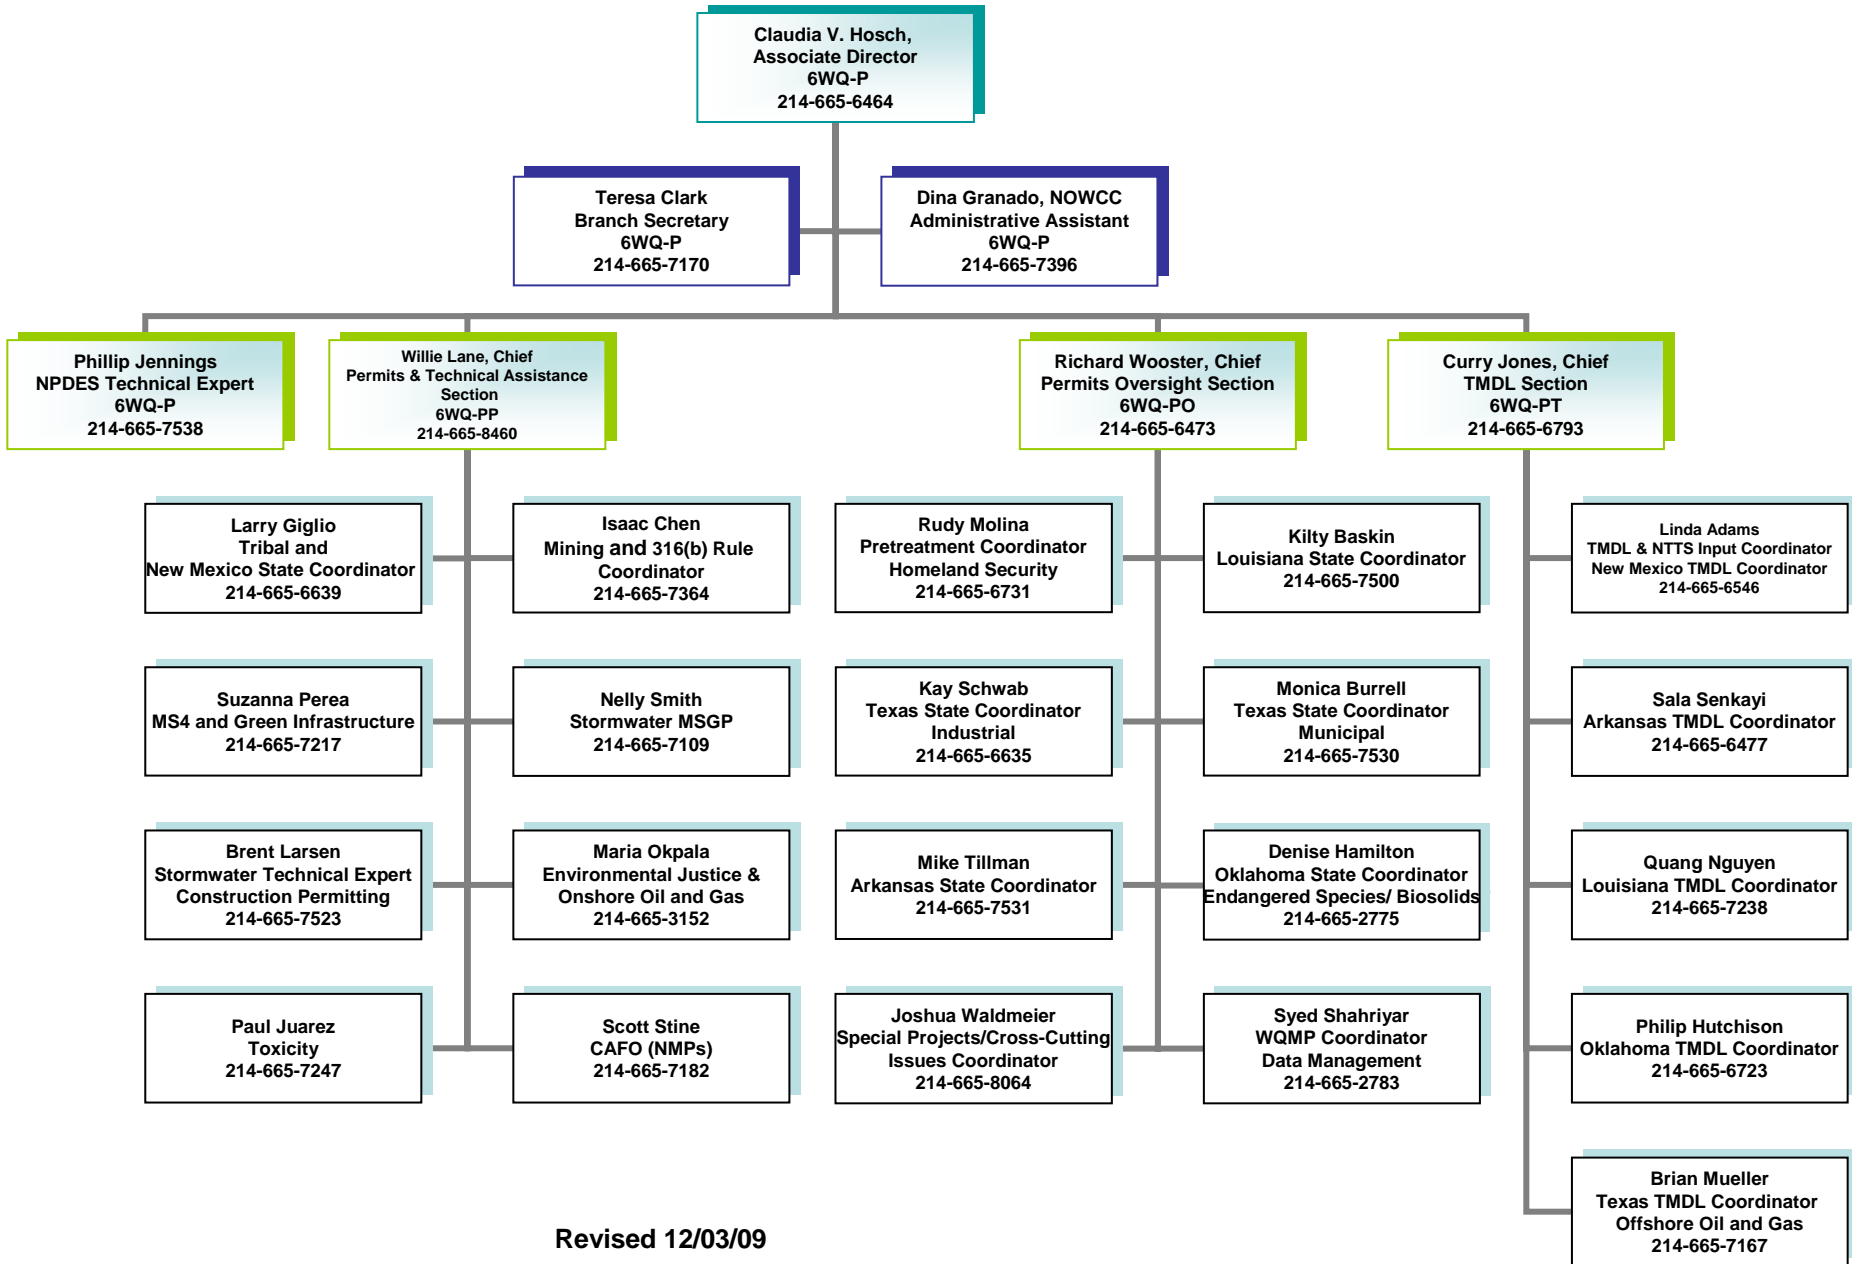 Claudia V. Hosch,
Associate Director
6WQ-P
214-665-6464
Teresa Clark
Branch Secretary
6WQ-P
214-665-7170
Dina Granado, NOWCC
Administrative Assistant
6WQ-P
214-665-7396
Phillip Jennings
NPDES Technical Expert
6WQ-P
214-665-7538
Willie Lane, Chief
Permits & Technical Assistance
Section
6WQ-PP
214-665-8460
Richard Wooster, Chief
Permits Oversight Section
6WQ-PO
214-665-6473
Curry Jones, Chief
TMDL Section
6WQ-PT
214-665-6793
Larry Giglio
Tribal and
New Mexico State Coordinator
214-665-6639
Isaac Chen
Mining and 316(b) Rule
Coordinator
214-665-7364
Rudy Molina
Pretreatment Coordinator
Homeland Security
214-665-6731
Kilty Baskin
Louisiana State Coordinator
214-665-7500
Linda Adams
TMDL & NTTS Input Coordinator
New Mexico TMDL Coordinator
214-665-6546
Suzanna Perea
MS4 and Green Infrastructure
214-665-7217
Nelly Smith
Stormwater MSGP
214-665-7109
Kay Schwab
Texas State Coordinator
Industrial
214-665-6635
Monica Burrell
Texas State Coordinator
Municipal
214-665-7530
Sala Senkayi
Arkansas TMDL Coordinator
214-665-6477
Brent Larsen
Stormwater Technical Expert
Construction Permitting
214-665-7523
Maria Okpala
Environmental Justice &
Onshore Oil and Gas
214-665-3152
Mike Tillman
Arkansas State Coordinator
214-665-7531
Denise Hamilton
Oklahoma State Coordinator
Endangered Species/ Biosolids
214-665-2775
Quang Nguyen
Louisiana TMDL Coordinator
214-665-7238
Paul Juarez
Toxicity
214-665-7247
Scott Stine
CAFO (NMPs)
214-665-7182
Joshua Waldmeier
Special Projects/Cross-Cutting
Issues Coordinator
214-665-8064
Syed Shahriyar
WQMP Coordinator
Data Management
214-665-2783
Philip Hutchison
Oklahoma TMDL Coordinator
214-665-6723
Brian Mueller
Texas TMDL Coordinator
Offshore Oil and Gas
214-665-7167
Revised 12/03/09